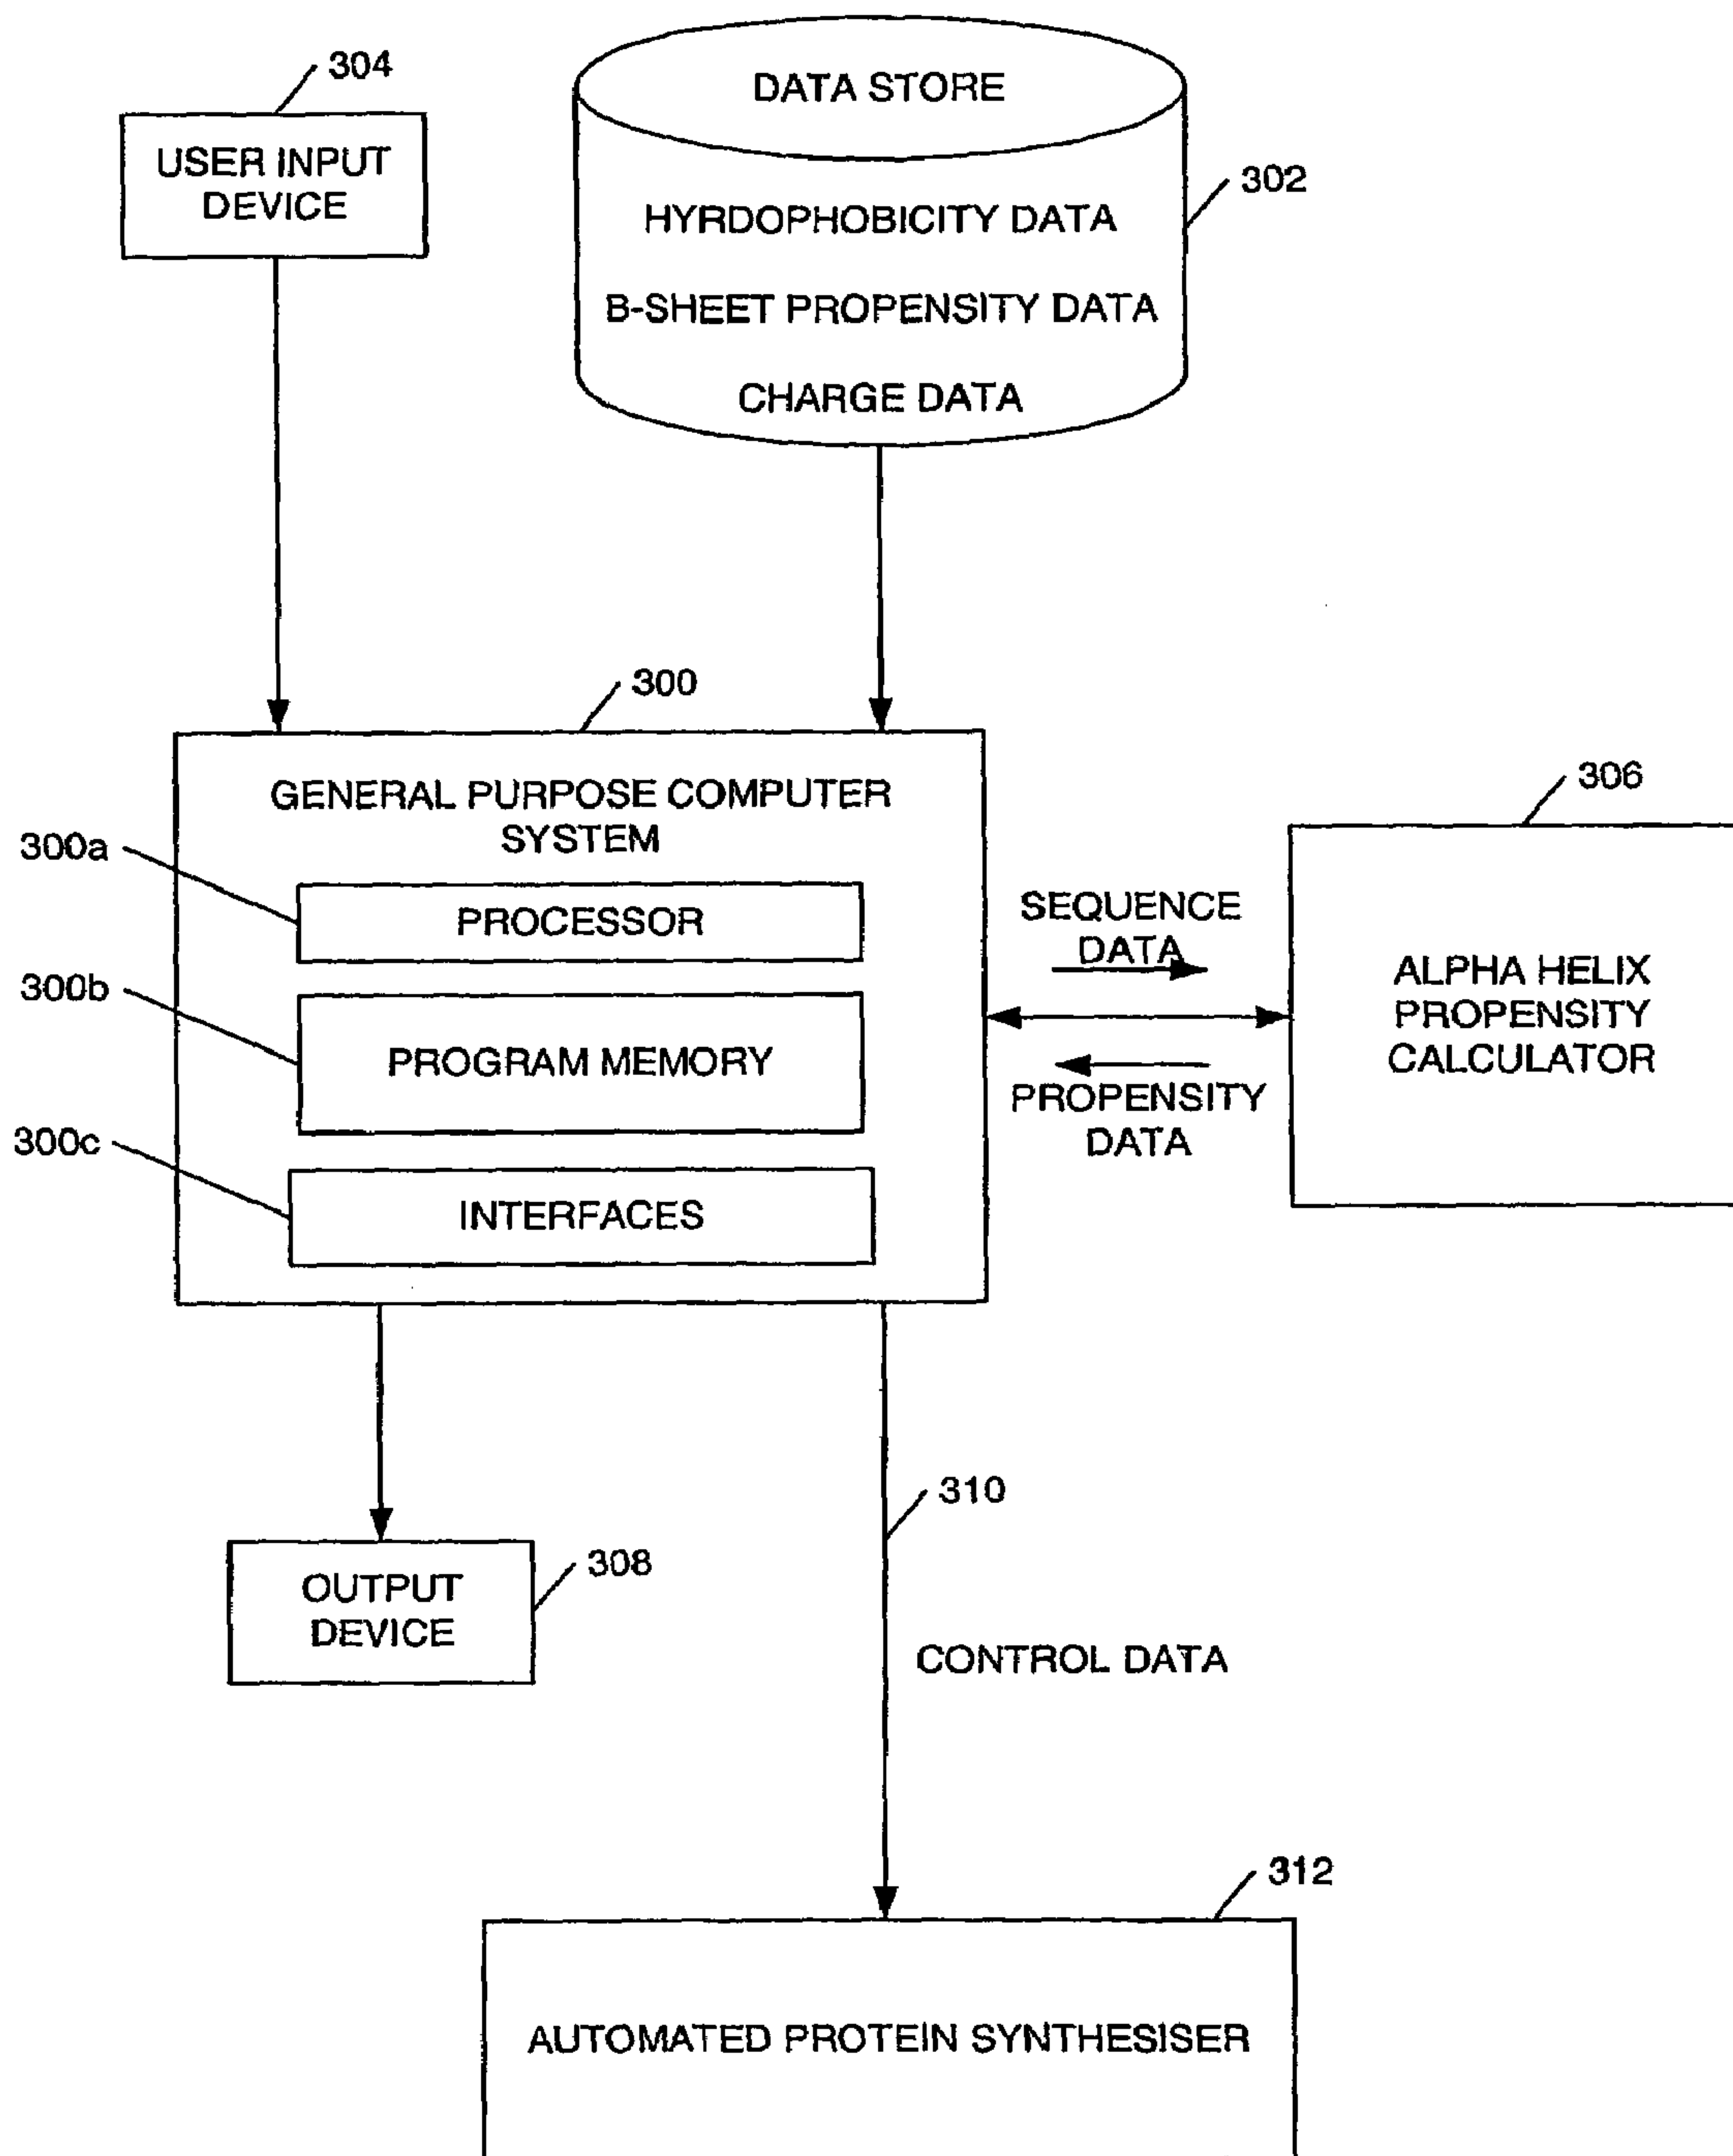 304
USER INPUT
DEVICE
DATA STORE
HYRDOPHOBICITY DATA
B-SHEET PROPENSITY DATA
CHARGE DATA
302
300
GENERAL PURPOSE COMPUTER
SYSTEM
300a
PROCESSOR
300b
PROGRAM MEMORY
300c
INTERFACES
SEQUENCE
DATA
PROPENSITY
DATA
306
ALPHA HELIX
PROPENSITY
CALCULATOR
308
OUTPUT
DEVICE
310
CONTROL DATA
312
AUTOMATED PROTEIN SYNTHESISER